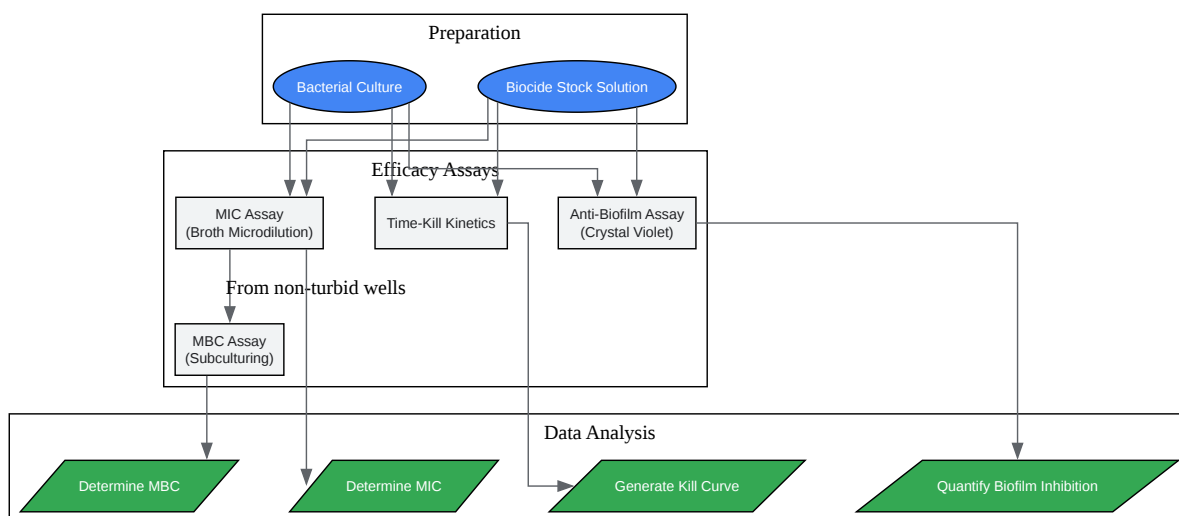 Preparation
Bacterial Culture
Biocide Stock Solution
Efficacy Assays
MIC Assay
(Broth Microdilution)
Time-Kill Kinetics
Anti-Biofilm Assay
(Crystal Violet)
From non-turbid wells
MBC Assay
(Subculturing)
Data Analysis
Determine MBC
Determine MIC
Generate Kill Curve
Quantify Biofilm Inhibition